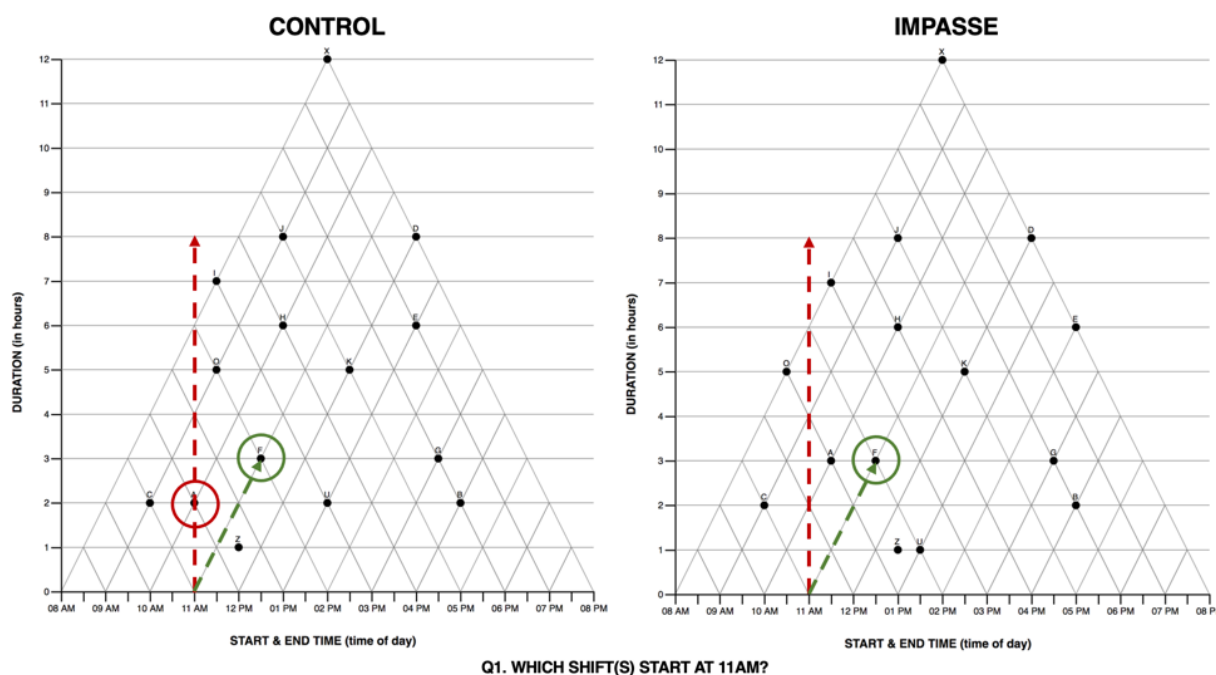 CONTROL
X
12
11
10
9
J
D
8
I
7
H
E
6
O
K
5
4
F
G
3
C
A
U
B
2
Z
1
0
08 AM 09 AM 10 AM 11 AM 12 PM 01 PM 02 PM 03 PM 04 PM 05 PM 06 PM 07 PM 08 PM
DURATION (in hours)
START & END TIME (time of day)
IMPASSE
X
12
11
10
9
J
D
8
I
7
H
E
6
O
K
5
4
A
F
G
3
C
B
2
Z
U
1
0
08 AM 09 AM 10 AM 11 AM 12 PM 01 PM 02 PM 03 PM 04 PM 05 PM 06 PM 07 PM 08 P
DURATION (in hours)
START & END TIME (time of day)
Q1. WHICH SHIFT(S) START AT 11AM?